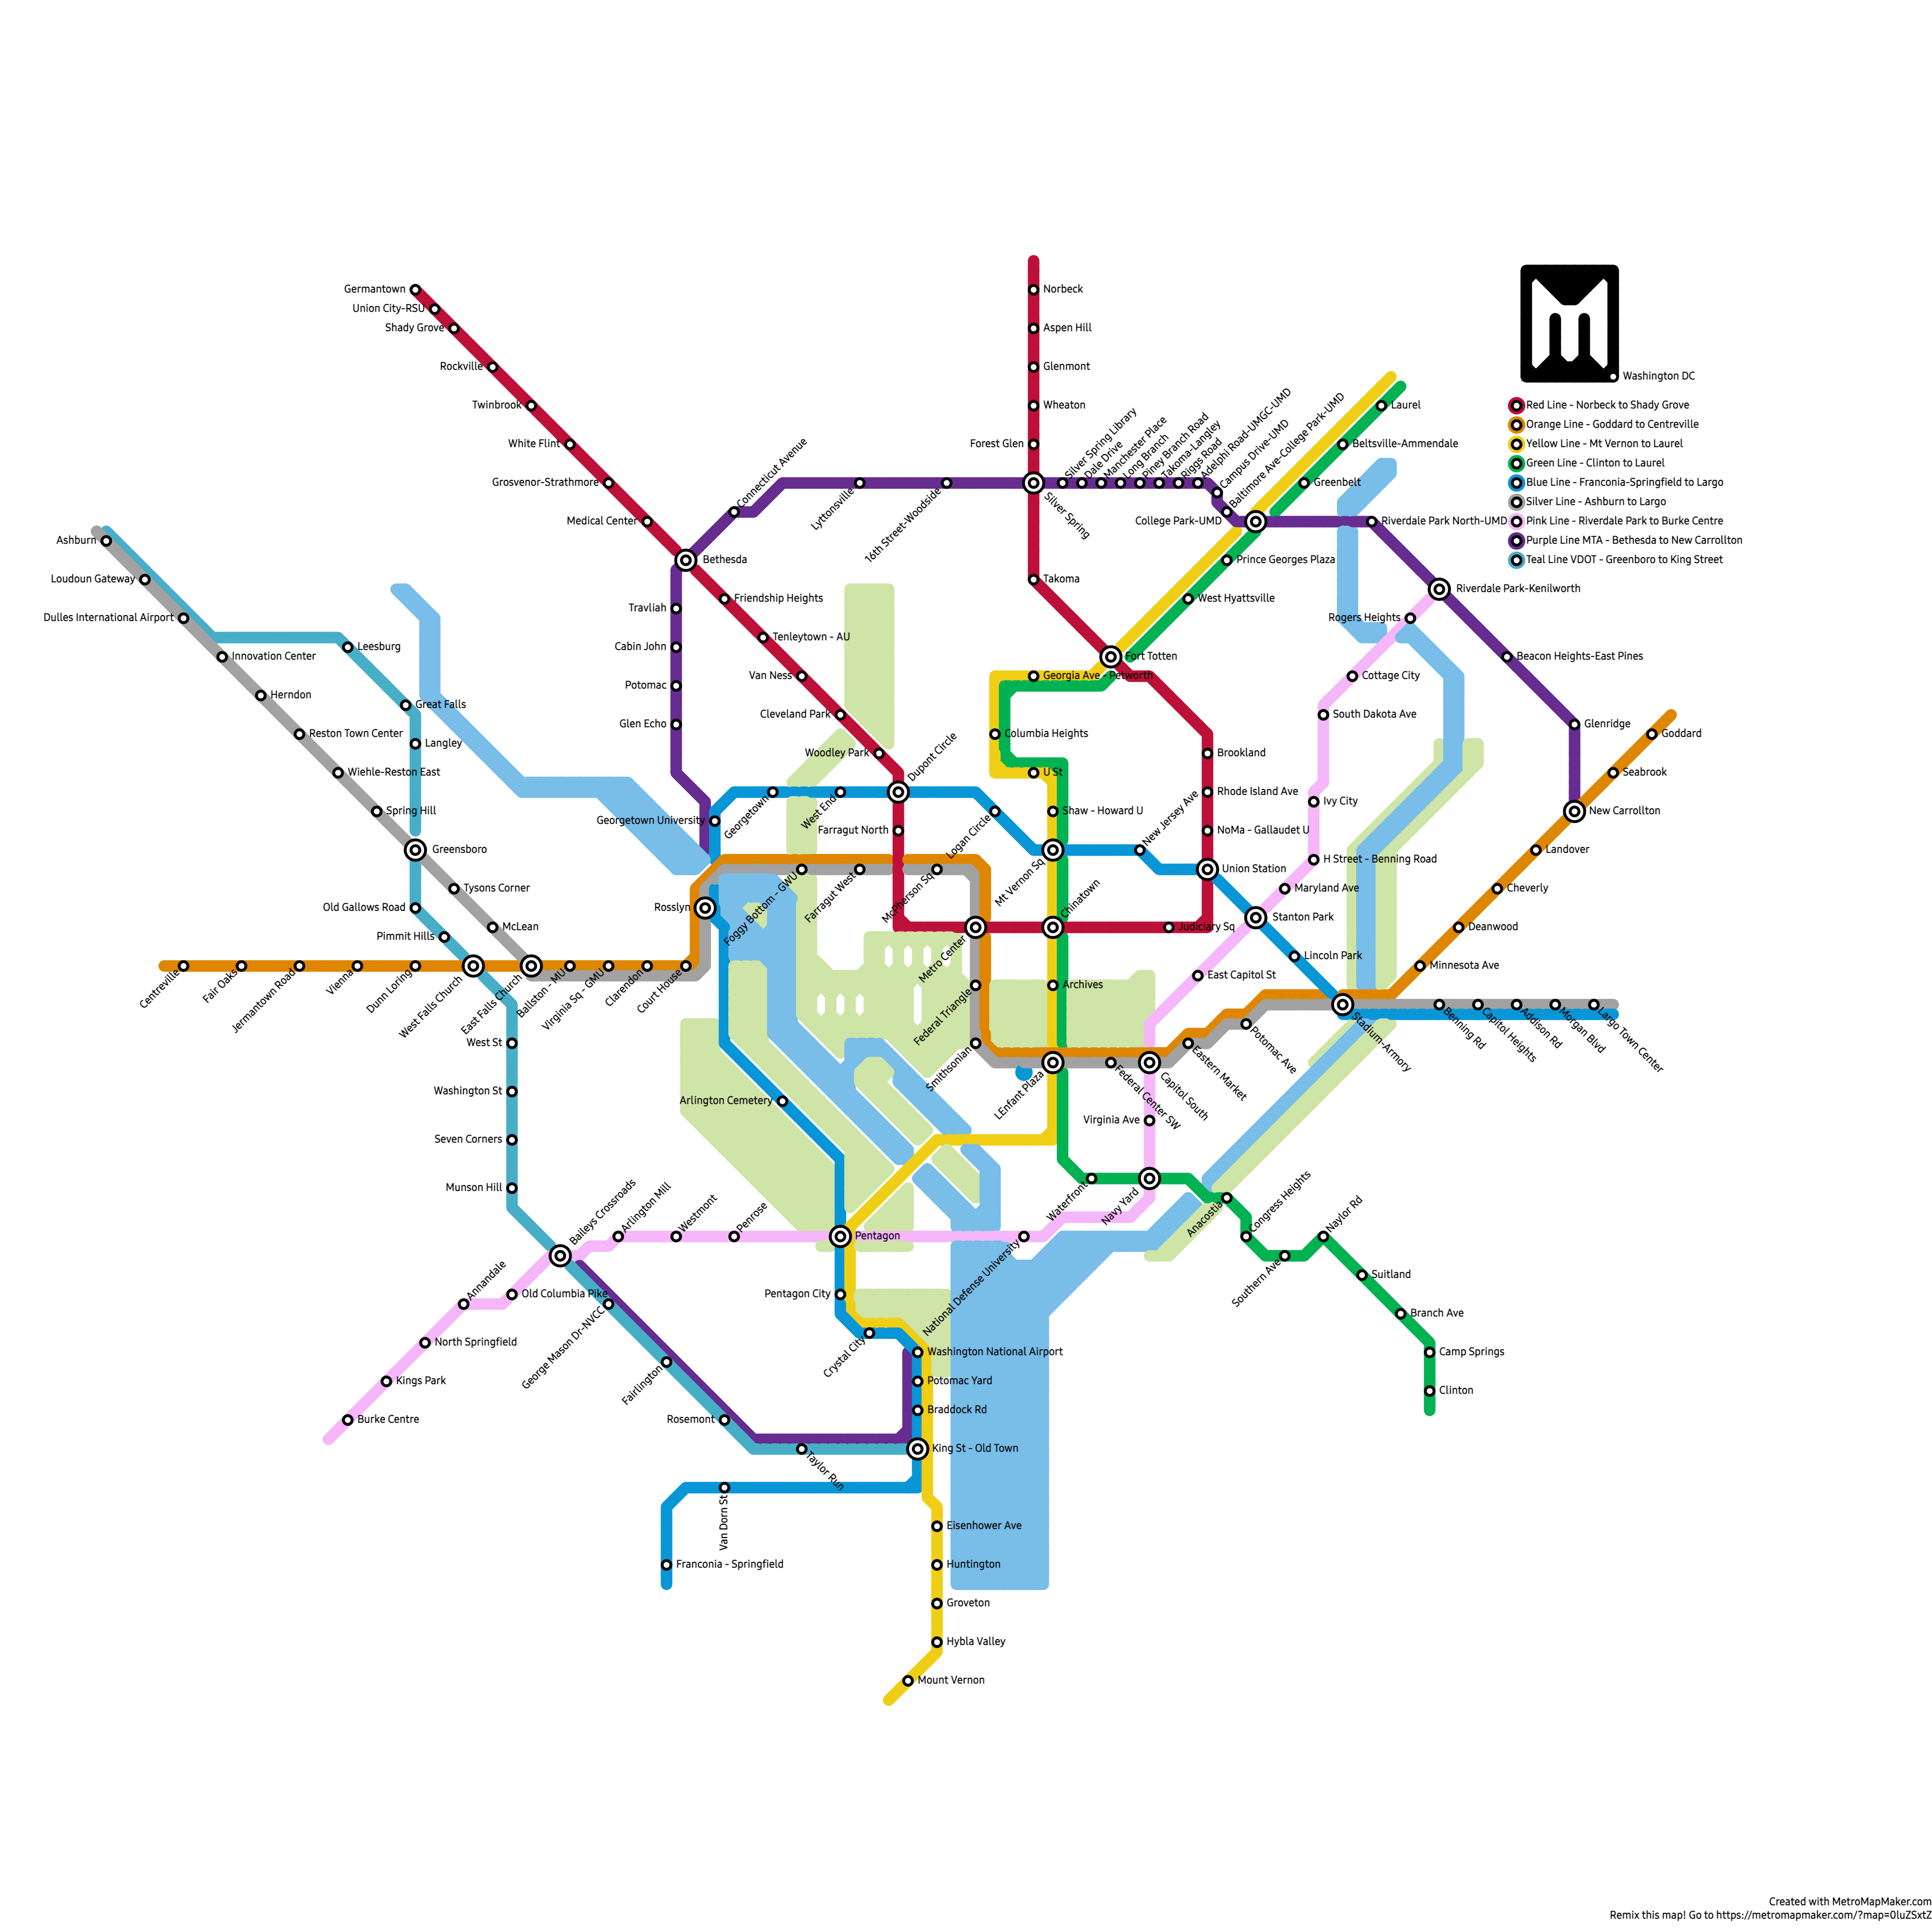 Norbeck
Aspen Hill
Glenmont
Wheaton
Forest Glen
Silver Spring
Takoma
Fort Totten
Brookland
Rhode Island Ave
NoMa - Gallaudet U
Union Station
Judiciary Sq
Chinatown
Metro Center
Farragut North
Dupont Circle
Woodley Park
Cleveland Park
Van Ness
Tenleytown - AU
Friendship Heights
Bethesda
Medical Center
Grosvenor-Strathmore
White Flint
Twinbrook
Rockville
Shady Grove
Union City-RSU
Germantown
Connecticut Avenue
Lyttonsville
16th Street-Woodside
Silver Spring Library
Dale Drive
Manchester Place
Long Branch
Piney Branch Road
Takoma-Langley
Riggs Road
Adelphi Road-UMGC-UMD
Campus Drive-UMD
Baltimore Ave-College Park-UMD
College Park-UMD
Riverdale Park North-UMD
Riverdale Park-Kenilworth
Beacon Heights-East Pines
Glenridge
New Carrollton
Travliah
Cabin John
Potomac
Glen Echo
Laurel
Beltsville-Ammendale
Greenbelt
Prince Georges Plaza
West Hyattsville
Georgia Ave - Petworth
Columbia Heights
U St
Shaw - Howard U
Mt Vernon Sq
Archives
LEnfant Plaza
Waterfront
Navy Yard
Anacostia
Congress Heights
Southern Ave
Naylor Rd
Suitland
Branch Ave
Camp Springs
Clinton
Goddard
Seabrook
Landover
Cheverly
Deanwood
Minnesota Ave
Stadium-Armory
Potomac Ave
Eastern Market
Capitol South
Federal Center SW
Smithsonian
Federal Triangle
McPherson Sq
Farragut West
Foggy Bottom - GWU
Rosslyn
Court House
Clarendon
Virginia Sq - GMU
Ballston - MU
East Falls Church
West Falls Church
Dunn Loring
Vienna
Jermantown Road
Fair Oaks
Centreville
Ashburn
Loudoun Gateway
Dulles International Airport
Innovation Center
Herndon
Reston Town Center
Wiehle-Reston East
Spring Hill
Greensboro
Tysons Corner
McLean
Leesburg
Great Falls
Langley
Old Gallows Road
Pimmit Hills
West St
Washington St
Seven Corners
Munson Hill
Baileys Crossroads
George Mason Dr-NVCC
Fairlington
Rosemont
Taylor Run
King St - Old Town
Georgetown University
Georgetown
West End
Logan Circle
New Jersey Ave
Stanton Park
Lincoln Park
Benning Rd
Capitol Heights
Addison Rd
Morgan Blvd
Largo Town Center
Arlington Cemetery
Pentagon
Pentagon City
Crystal City
Washington National Airport
Potomac Yard
Braddock Rd
Van Dorn St
Franconia - Springfield
Eisenhower Ave
Huntington
Groveton
Hybla Valley
Mount Vernon
Rogers Heights
Cottage City
South Dakota Ave
Ivy City
H Street - Benning Road
Maryland Ave
East Capitol St
Virginia Ave
National Defense University
Penrose
Westmont
Arlington Mill
Old Columbia Pike
Annandale
North Springfield
Kings Park
Burke Centre
Washington DC
Red Line - Norbeck to Shady Grove
Orange Line - Goddard to Centreville
Yellow Line - Mt Vernon to Laurel
Green Line - Clinton to Laurel
Blue Line - Franconia-Springfield to Largo
Silver Line - Ashburn to Largo
Pink Line - Riverdale Park to Burke Centre
Purple Line MTA - Bethesda to New Carrollton
Teal Line VDOT - Greenboro to King Street
Created with MetroMapMaker.com
Remix this map! Go to https://metromapmaker.com/?map=0luZSxtZ